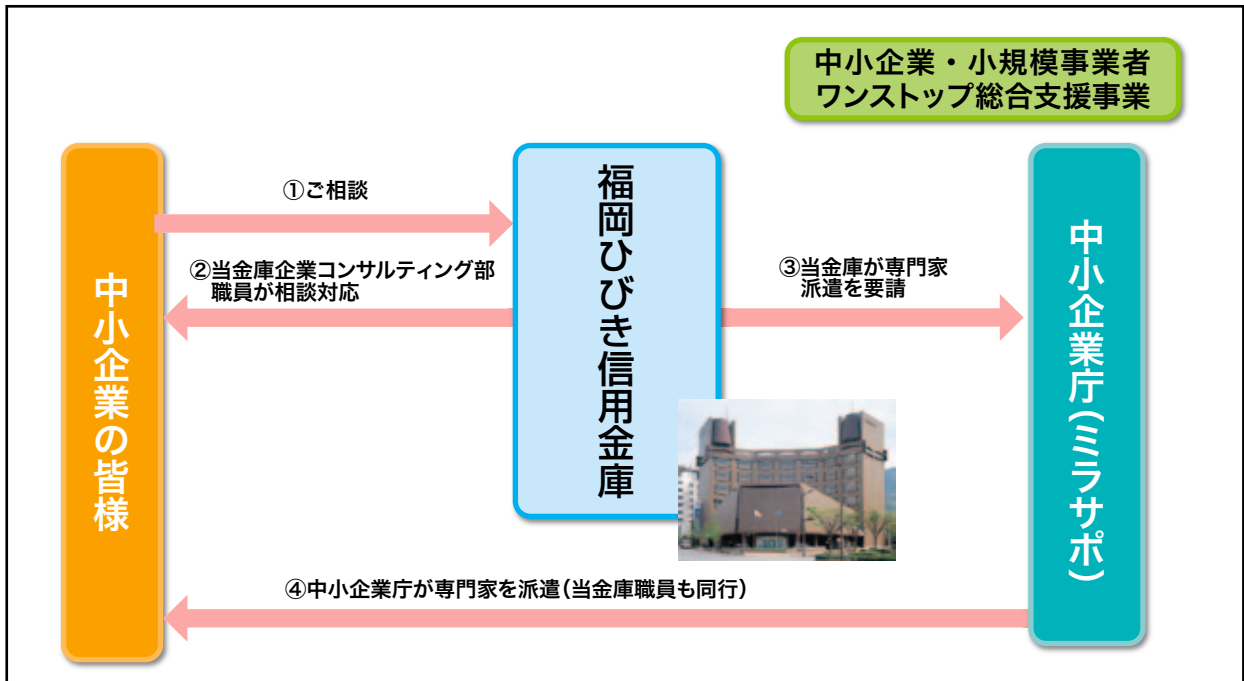 中小企業・小規模事業者
ワンストップ総合支援事業
中小企業の皆様
①ご相談
②当金庫企業コンサルティング部
職員が相談対応
福岡ひびき信用金庫
③当金庫が専門家
派遣を要請
中小企業庁(ミラサポ)
④中小企業庁が専門家を派遣(当金庫職員も同行)